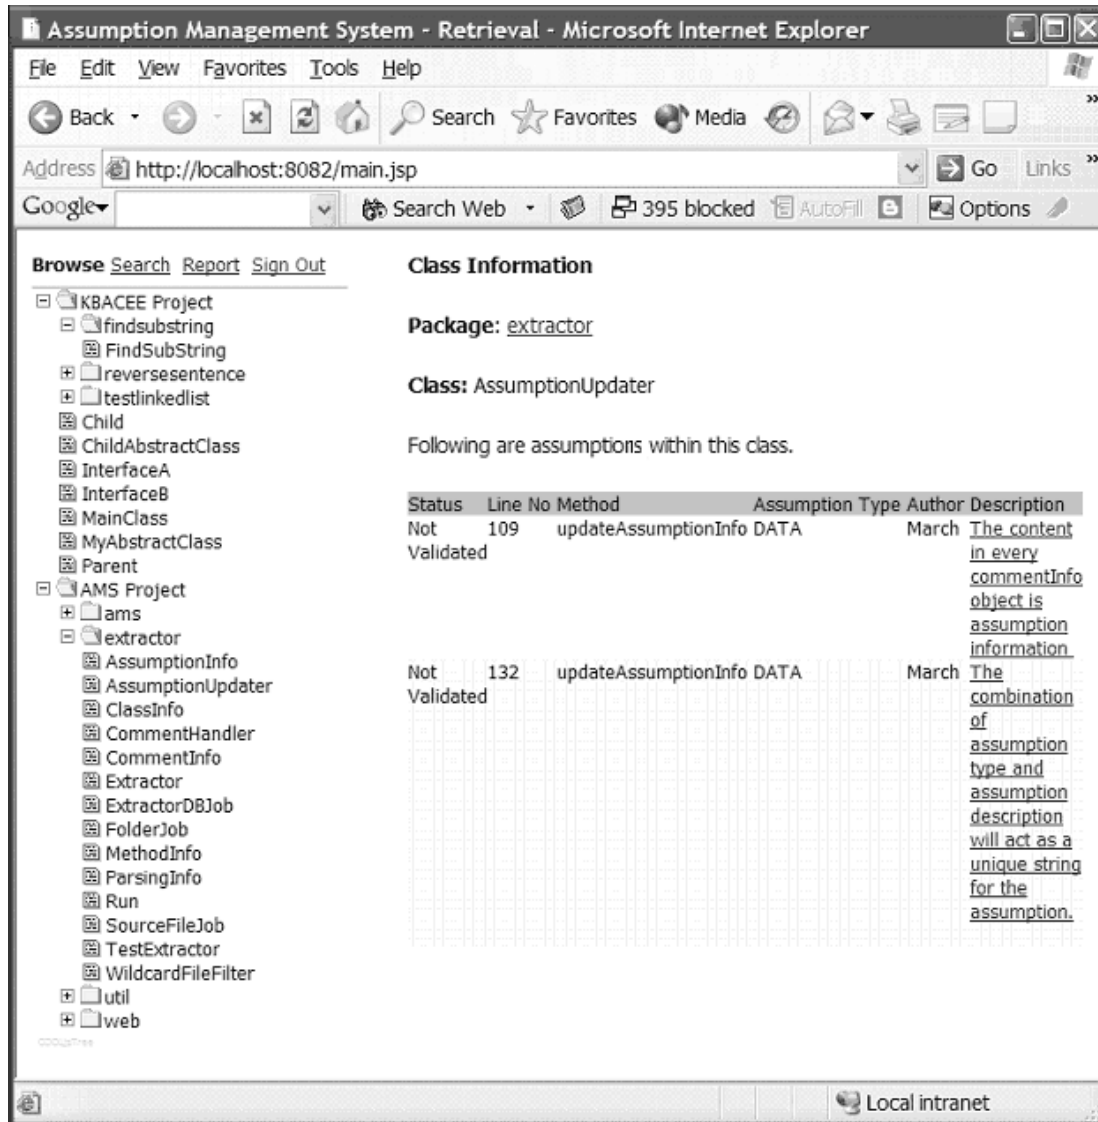 Assumption Management System - Retrieval - Microsoft Internet Explorer
File Edit View Favorites Tools Help
Back Search Favorites Media
Address http://localhost:8082/main.jsp Go Links
Google Search Web 395 blocked AutoFill Options
Browse Search Report Sign Out
KBACEE Project
findsubstring
FindSubString
reversesentence
testlinkedlist
Child
ChildAbstractClass
InterfaceA
InterfaceB
MainClass
MyAbstractClass
Parent
AMS Project
ams
extractor
AssumptionInfo
AssumptionUpdater
ClassInfo
CommentHandler
CommentInfo
Extractor
ExtractorDBJob
FolderJob
MethodInfo
ParsingInfo
Run
SourceFileJob
TestExtractor
WildcardFileFilter
util
web
Class Information
Package: extractor
Class: AssumptionUpdater
Following are assumptions within this class.
Status Line No Method Assumption Type Author Description
Not 109 updateAssumptionInfo DATA March The content
Validated in every
commentInfo
object is
assumption
information
Not 132 updateAssumptionInfo DATA March The
Validated combination
of
assumption
type and
assumption
description
will act as a
unique string
for the
assumption.
Local intranet